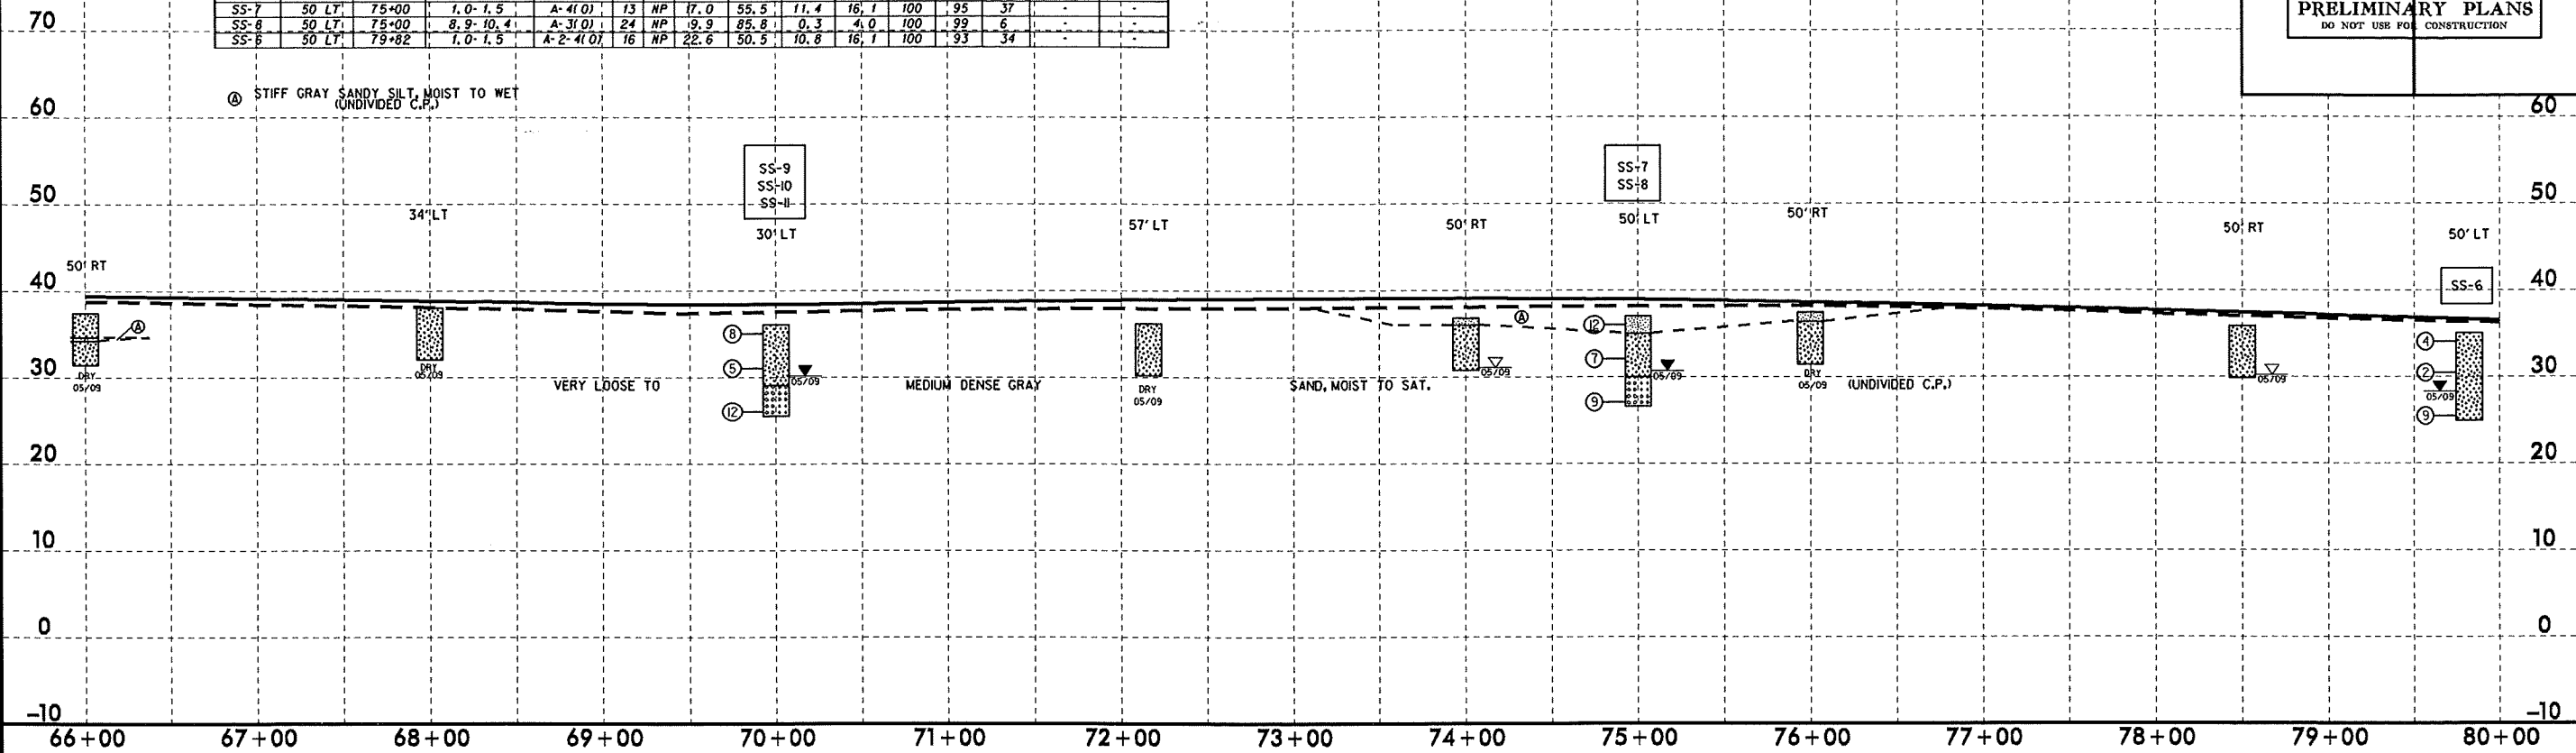 SS-7 50 LT 75+00 1.0-1.5 A-4(0) 13 NP 17.0 55.5 11.4 16.1 100 95 37 - -
SS-8 50 LT 75+00 8.9-10.4 A-3(0) 24 NP 9.9 85.8 0.3 4.0 100 99 6 - -
SS-6 50 LT 79+82 1.0-1.5 A-2-4(0) 16 NP 22.6 50.5 10.8 16.1 100 93 34 - -
PRELIMINARY PLANS
DO NOT USE FOR CONSTRUCTION
70
A STIFF GRAY SANDY SILT, MOIST TO WET
(UNDIVIDED C.P.)
60 60
SS-9
SS-10
SS-11
SS-7
SS-8
50 50
34' LT
30' LT
57' LT
50' RT
50' LT
50' RT
50' RT
50' LT
50' RT
40 40
SS-6
A
8
5
12
A
12
7
9
4
2
9
30 30
DRY
05/09
DRY
05/09
05/09
DRY
05/09
05/09
05/09
DRY
05/09
05/09
05/09
VERY LOOSE TO MEDIUM DENSE GRAY SAND, MOIST TO SAT. (UNDIVIDED C.P.)
20 20
10 10
0 0
-10 -10
66+00 67+00 68+00 69+00 70+00 71+00 72+00 73+00 74+00 75+00 76+00 77+00 78+00 79+00 80+00